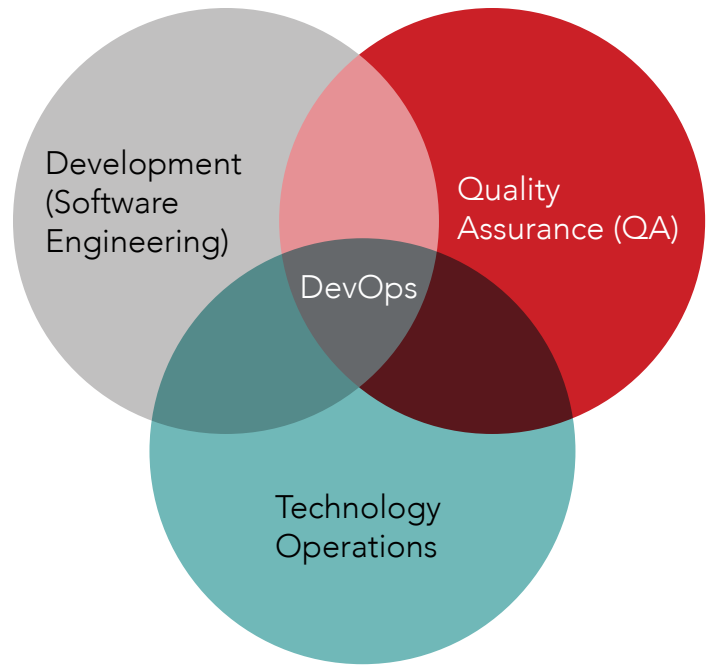 Development
(Software
Engineering)
Quality
Assurance (QA)
DevOps
Technology
Operations